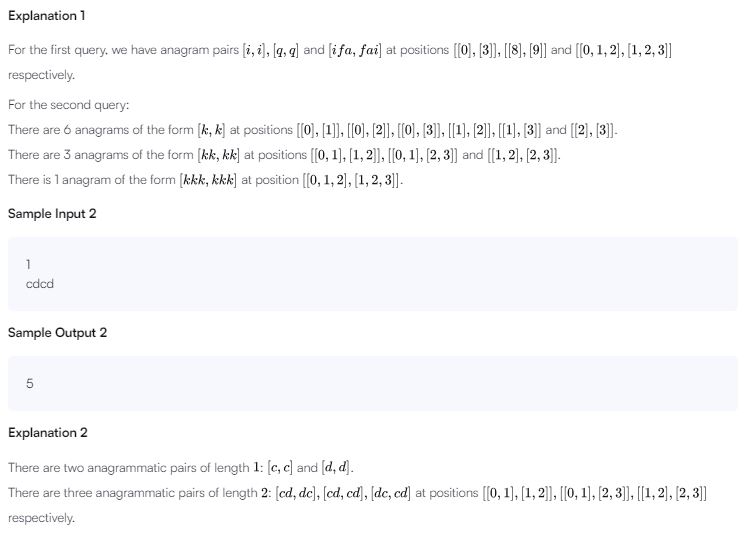 Explanation 1
For the first query, we have anagram pairs [i, i], [q, q] and [ifa, fai] at positions [[0], [3]], [[8], [9]] and [[0, 1, 2], [1, 2, 3]]
respectively.
For the second query:
There are 6 anagrams of the form [k, k] at positions [[0], [1]], [[0], [2]], [[0], [3]], [[1], [2]], [[1], [3]] and [[2], [3]].
There are 3 anagrams of the form [kk, kk] at positions [[0, 1], [1, 2]], [[0, 1], [2, 3]] and [[1, 2], [2, 3]].
There is 1 anagram of the form [kkk, kkk] at position [[0, 1, 2], [1, 2, 3]].
Sample Input 2
1
cdcd
Sample Output 2
5
Explanation 2
There are two anagrammatic pairs of length 1: [c, c] and [d, d].
There are three anagrammatic pairs of length 2: [cd, dc], [cd, cd], [dc, cd] at positions [[0, 1], [1, 2]], [[0, 1], [2, 3]], [[1, 2], [2, 3]]
respectively.